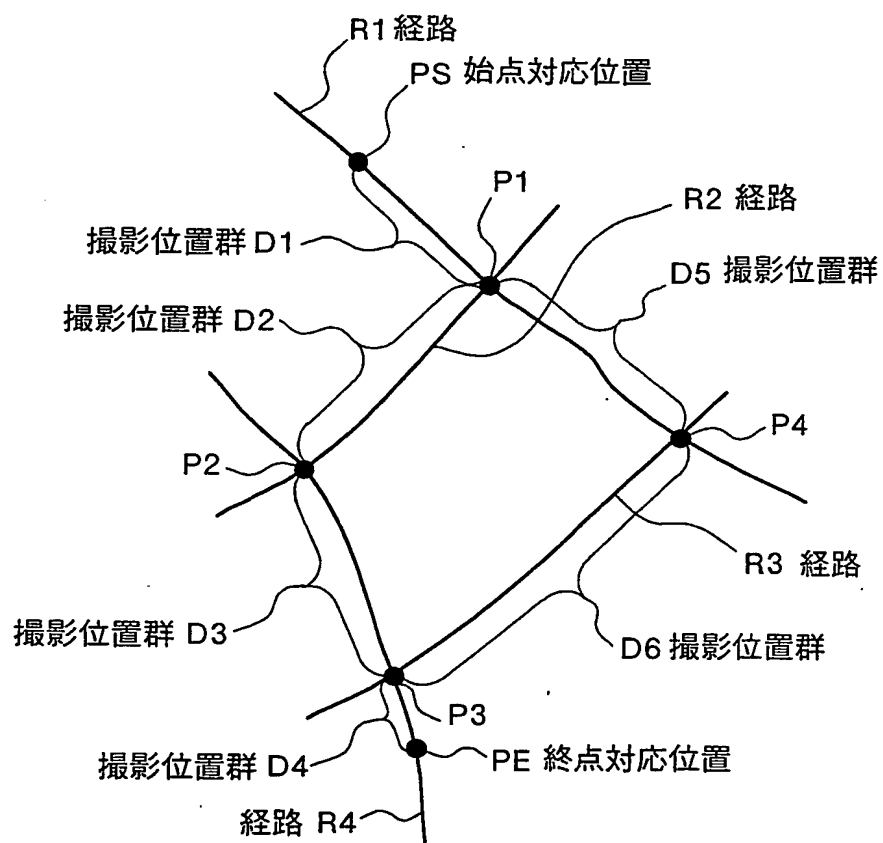 R1 経路
PS 始点対応位置
P1
R2 経路
撮影位置群 D1
D5 撮影位置群
撮影位置群 D2
P4
P2
R3 経路
撮影位置群 D3
D6 撮影位置群
P3
撮影位置群 D4
PE 終点対応位置
経路 R4